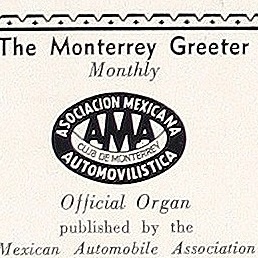 The Monterrey Greeter
Monthly
ASOCIACION MEXICANA
AMA
CLUB DE MONTERREY
AUTOMOVILISTICA
Official Organ
published by the
Mexican Automobile Association